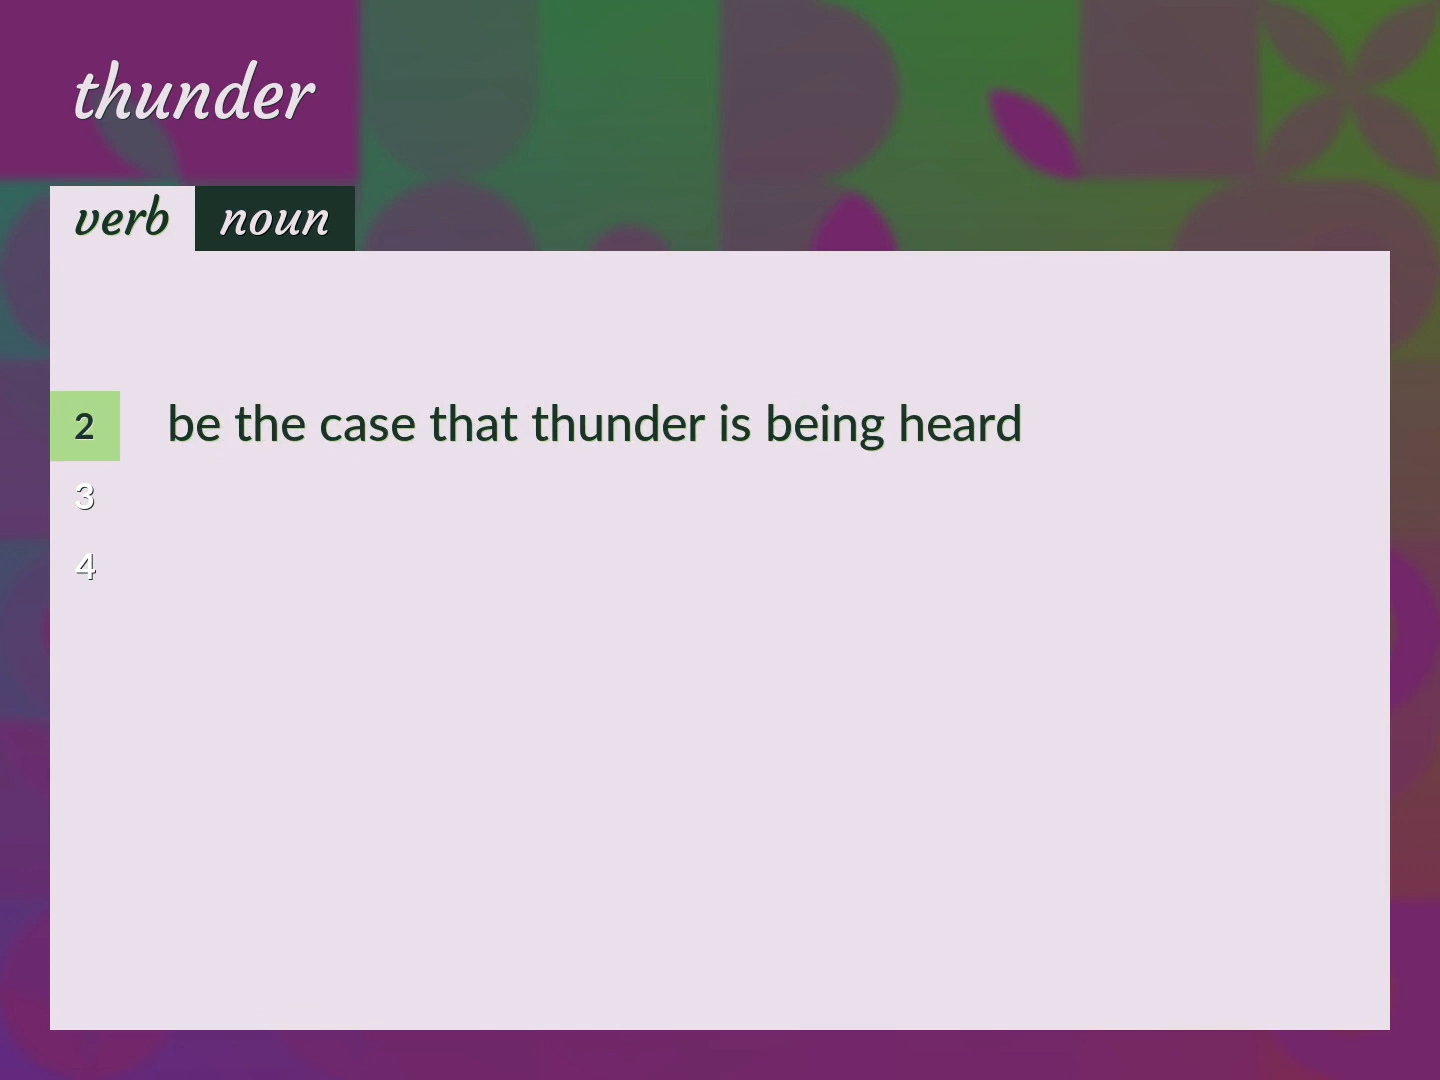 thunder
verb noun
2 be the case that thunder is being heard
3
4